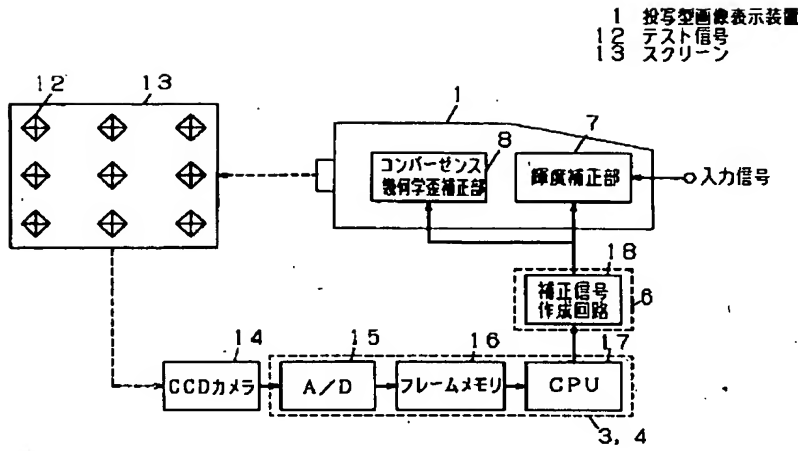 1 投写型画像表示装置
12 テスト信号
13 スクリーン
12
13
1
7
8
コンバーゼンス
幾何学歪補正部
輝度補正部
入力信号
18
補正信号
作成回路
6
14
15
16
17
CCDカメラ
A/D
フレームメモリ
CPU
3, 4